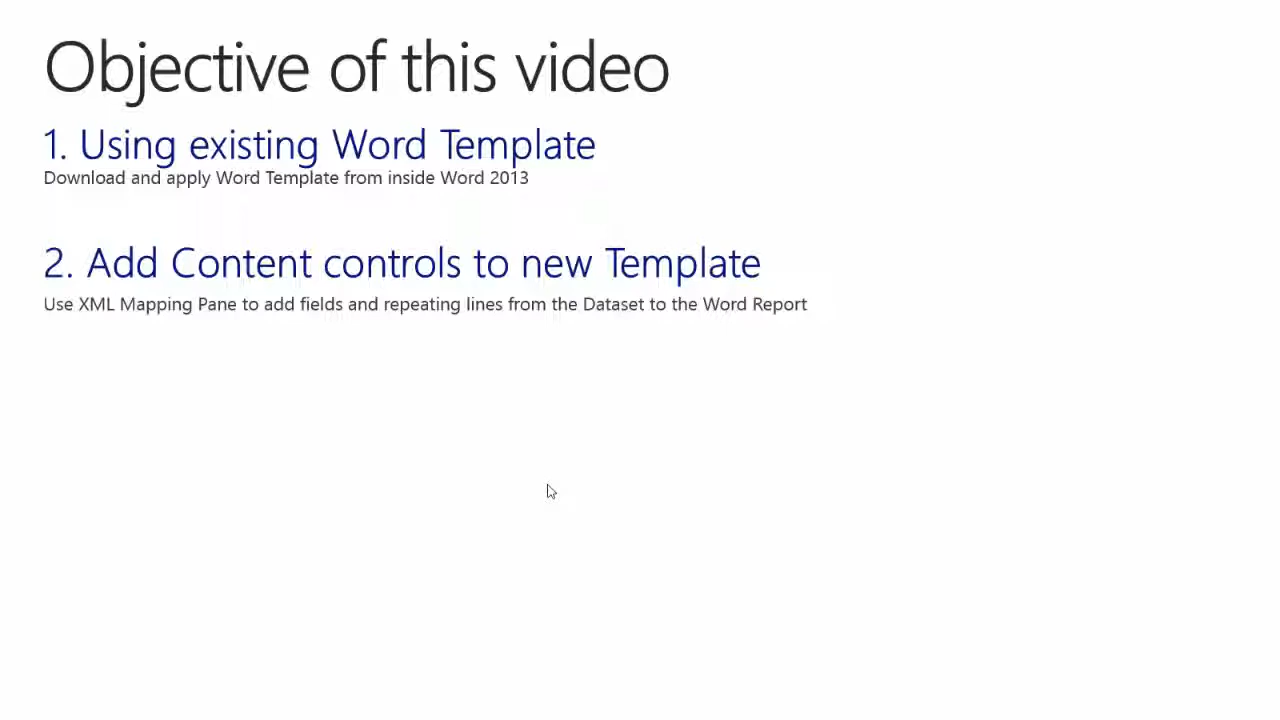 Objective of this video
1. Using existing Word Template
Download and apply Word Template from inside Word 2013
2. Add Content controls to new Template
Use XML Mapping Pane to add fields and repeating lines from the Dataset to the Word Report